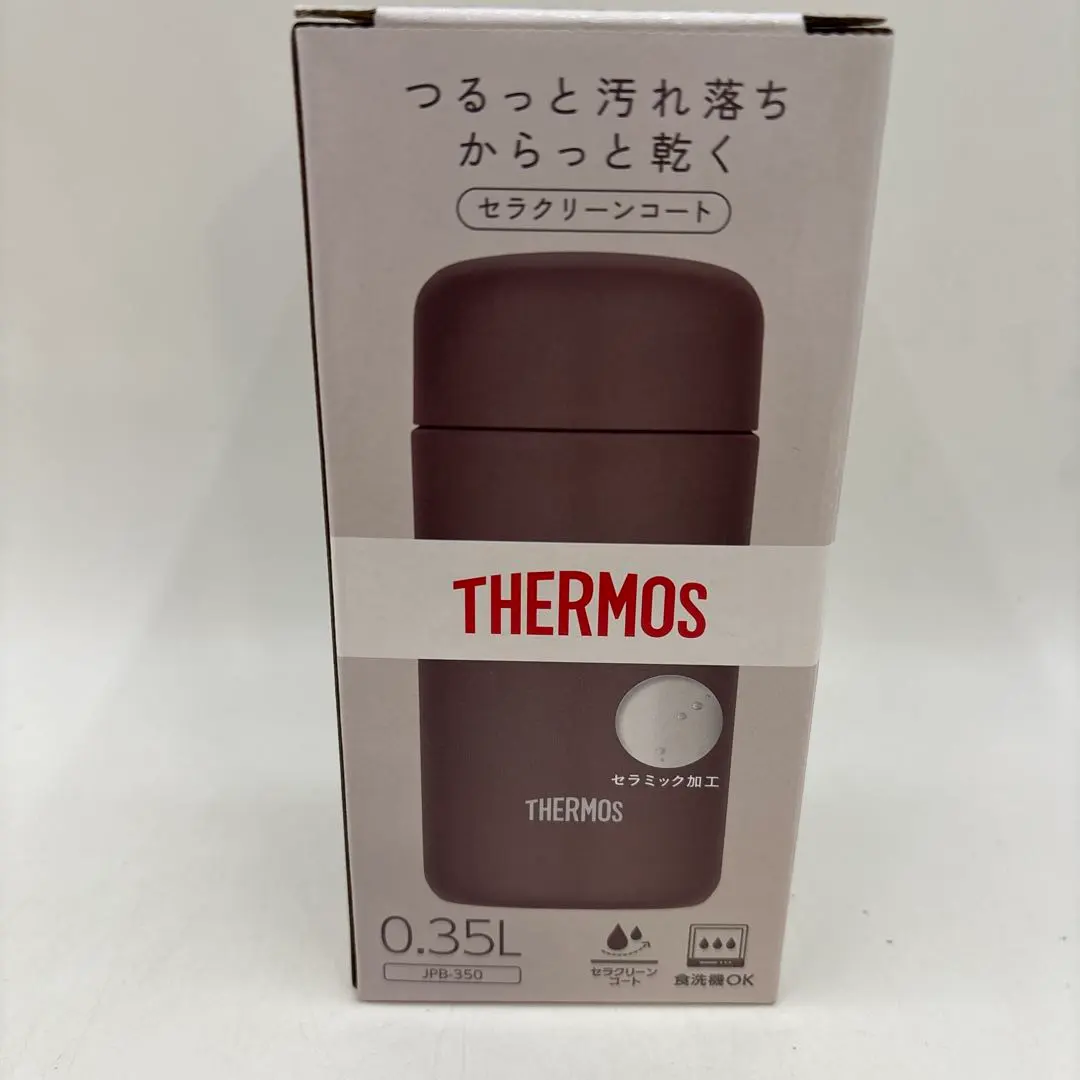 つるっと汚れ落ち
からっと乾く
セラクリーンコート
THERMOS
セラミック加工
THERMOS
0.35L
JPB-350
セラクリーン
コート
食洗機OK